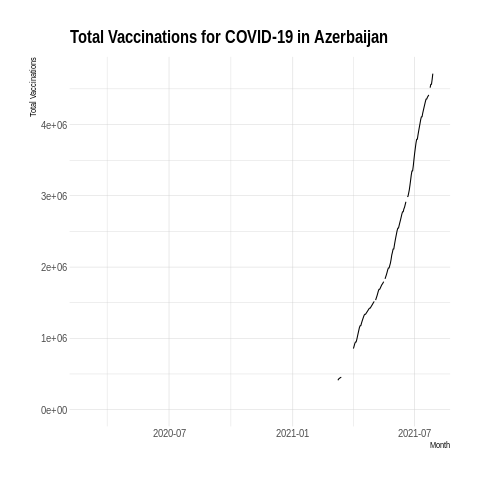 Total Vaccinations for COVID-19 in Azerbaijan
Total Vaccinations
4e+06
3e+06
2e+06
1e+06
0e+00
2020-07
2021-01
2021-07
Month